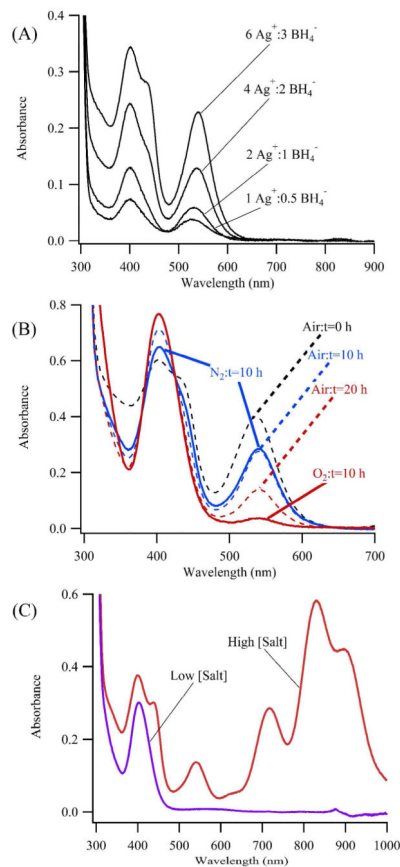 (A)
0.4
0.3
0.2
0.1
0.0
Absorbance
6 Ag⁺:3 BH₄⁻
4 Ag⁺:2 BH₄⁻
2 Ag⁺:1 BH₄⁻
1 Ag⁺:0.5 BH₄⁻
300 400 500 600 700 800 900
Wavelength (nm)
(B)
0.8
0.6
0.4
0.2
0.0
Absorbance
Air:t=0 h
N₂:t=10 h
Air:t=10 h
Air:t=20 h
O₂:t=10 h
300 400 500 600 700
Wavelength (nm)
(C)
0.6
0.4
0.2
0.0
Absorbance
High [Salt]
Low [Salt]
300 400 500 600 700 800 900 1000
Wavelength (nm)